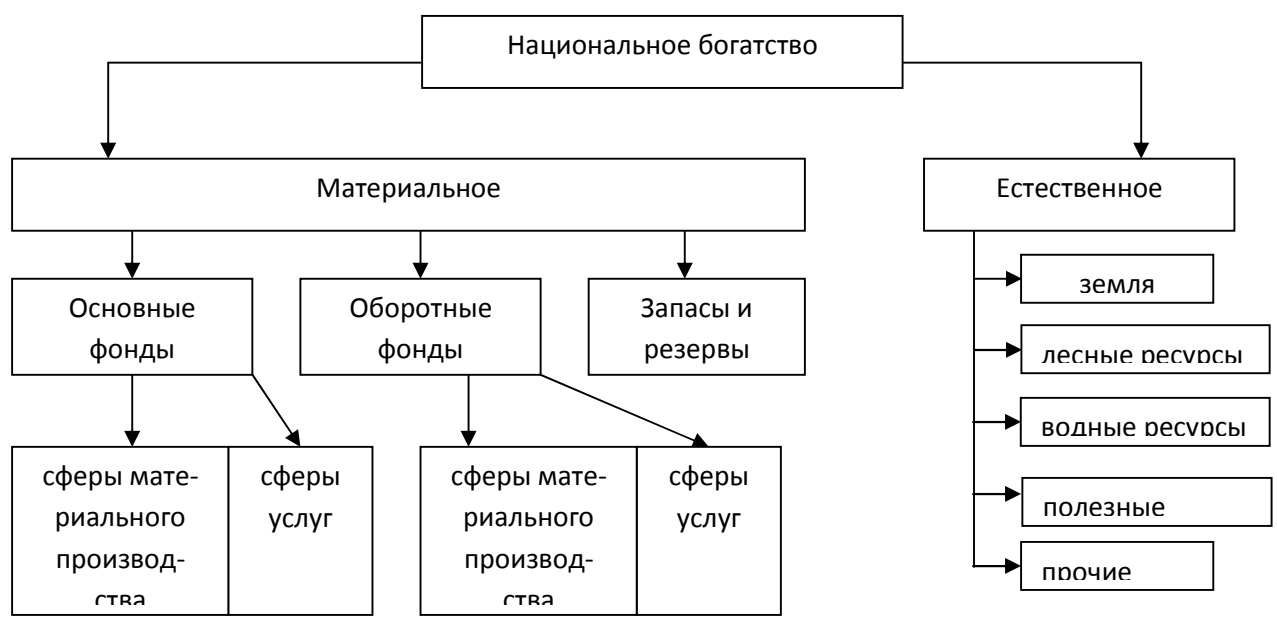 Национальное богатство
Материальное
Естественное
Основные
фонды
Оборотные
фонды
Запасы и
резервы
земля
лесные ресурсы
водные ресурсы
полезные
прочие
сферы мате-
риального
производ-
ства
сферы
услуг
сферы мате-
риального
производ-
ства
сферы
услуг